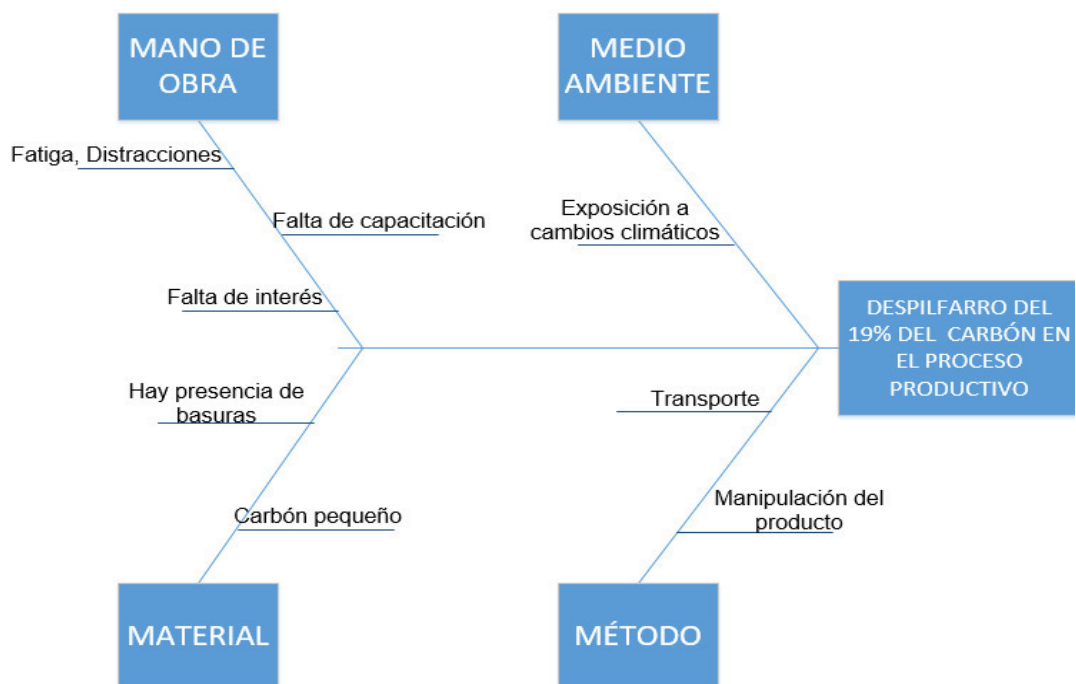 MANO DE
OBRA
MEDIO
AMBIENTE
Fatiga, Distracciones
Falta de capacitación
Exposición a
cambios climáticos
Falta de interés
DESPILFARRO DEL
19% DEL CARBÓN EN
EL PROCESO
PRODUCTIVO
Hay presencia de
basuras
Transporte
Carbón pequeño
Manipulación del
producto
MATERIAL
MÉTODO